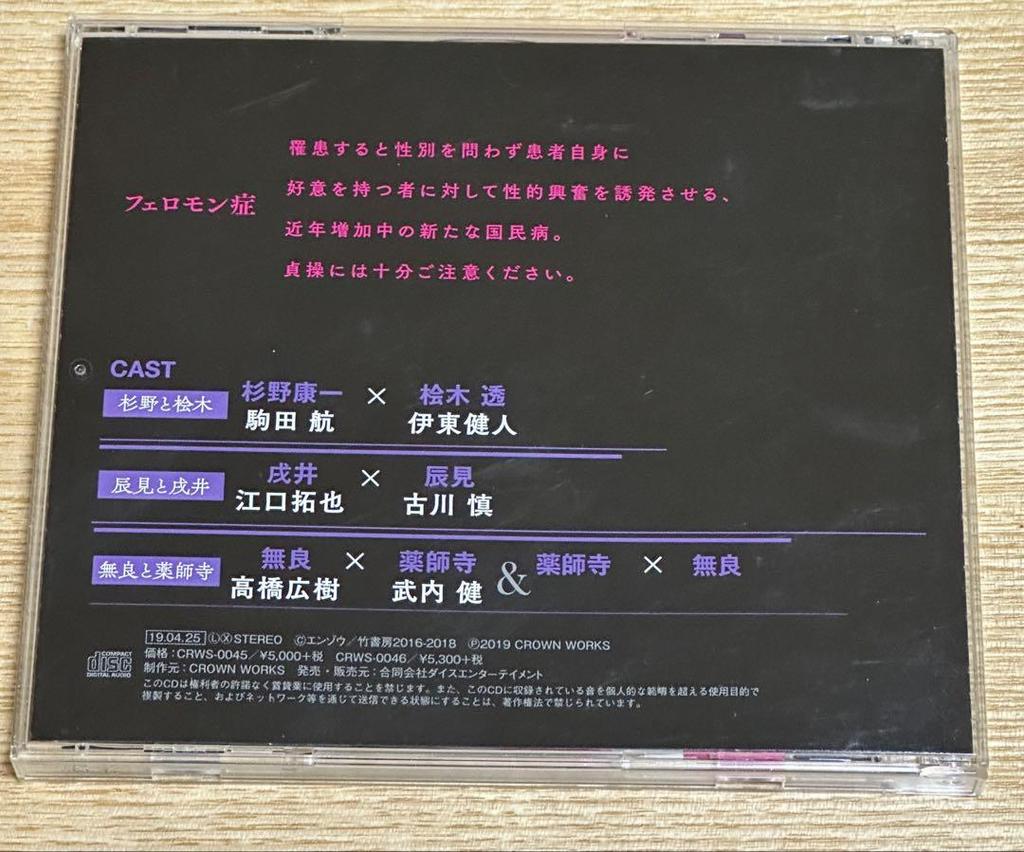 フェロモン症
罹患すると性別を問わず患者自身に
好意を持つ者に対して性的興奮を誘発させる、
近年増加中の新たな国民病。
貞操には十分ご注意ください。
CAST
杉野と桧木 杉野康一 × 桧木 透
駒田 航 伊東健人
辰見と戌井 戌井 × 辰見
江口拓也 古川 慎
無良と薬師寺 無良 × 薬師寺 & 薬師寺 × 無良
高橋広樹 武内 健
19.04.25 ⓁⓍSTEREO Ⓒエンゾウ/竹書房2016-2018 Ⓟ2019 CROWN WORKS
価格:CRWS-0045/¥5,000+税 CRWS-0046/¥5,300+税
制作元:CROWN WORKS 発売・販売元:合同会社ダイスエンターテイメント
COMPACT disc DIGITAL AUDIO
このCDは権利者の許諾なく賃貸業に使用することを禁じます。また、このCDに収録されている音を個人的な範疇を超える使用目的で
複製すること、およびネットワーク等を通じて送信できる状態にすることは、著作権法で禁じられています。